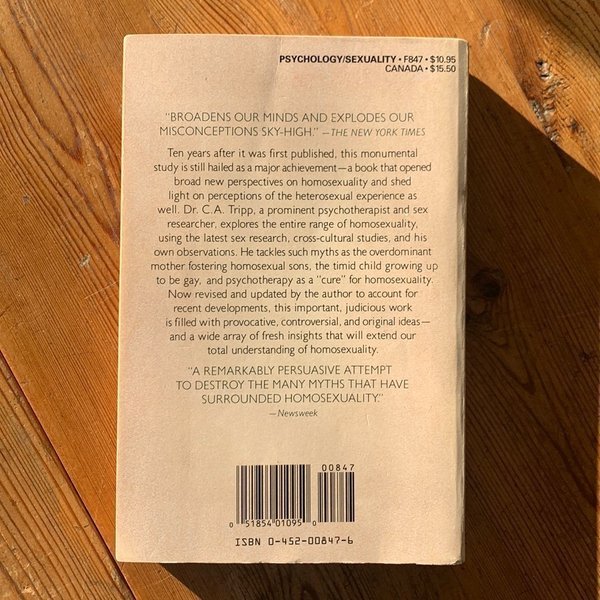 PSYCHOLOGY/SEXUALITY • F847 • $10.95
CANADA • $15.50
"BROADENS OUR MINDS AND EXPLODES OUR
MISCONCEPTIONS SKY-HIGH." —THE NEW YORK TIMES
Ten years after it was first published, this monumental
study is still hailed as a major achievement—a book that opened
broad new perspectives on homosexuality and shed
light on perceptions of the heterosexual experience as
well. Dr. C.A. Tripp, a prominent psychotherapist and sex
researcher, explores the entire range of homosexuality,
using the latest sex research, cross-cultural studies, and his
own observations. He tackles such myths as the overdominant
mother fostering homosexual sons, the timid child growing up
to be gay, and psychotherapy as a "cure" for homosexuality.
Now revised and updated by the author to account for
recent developments, this important, judicious work
is filled with provocative, controversial, and original ideas—
and a wide array of fresh insights that will extend our
total understanding of homosexuality.
"A REMARKABLY PERSUASIVE ATTEMPT
TO DESTROY THE MANY MYTHS THAT HAVE
SURROUNDED HOMOSEXUALITY."
—Newsweek
00847
0 51854 01095 0
ISBN 0-452-00847-6